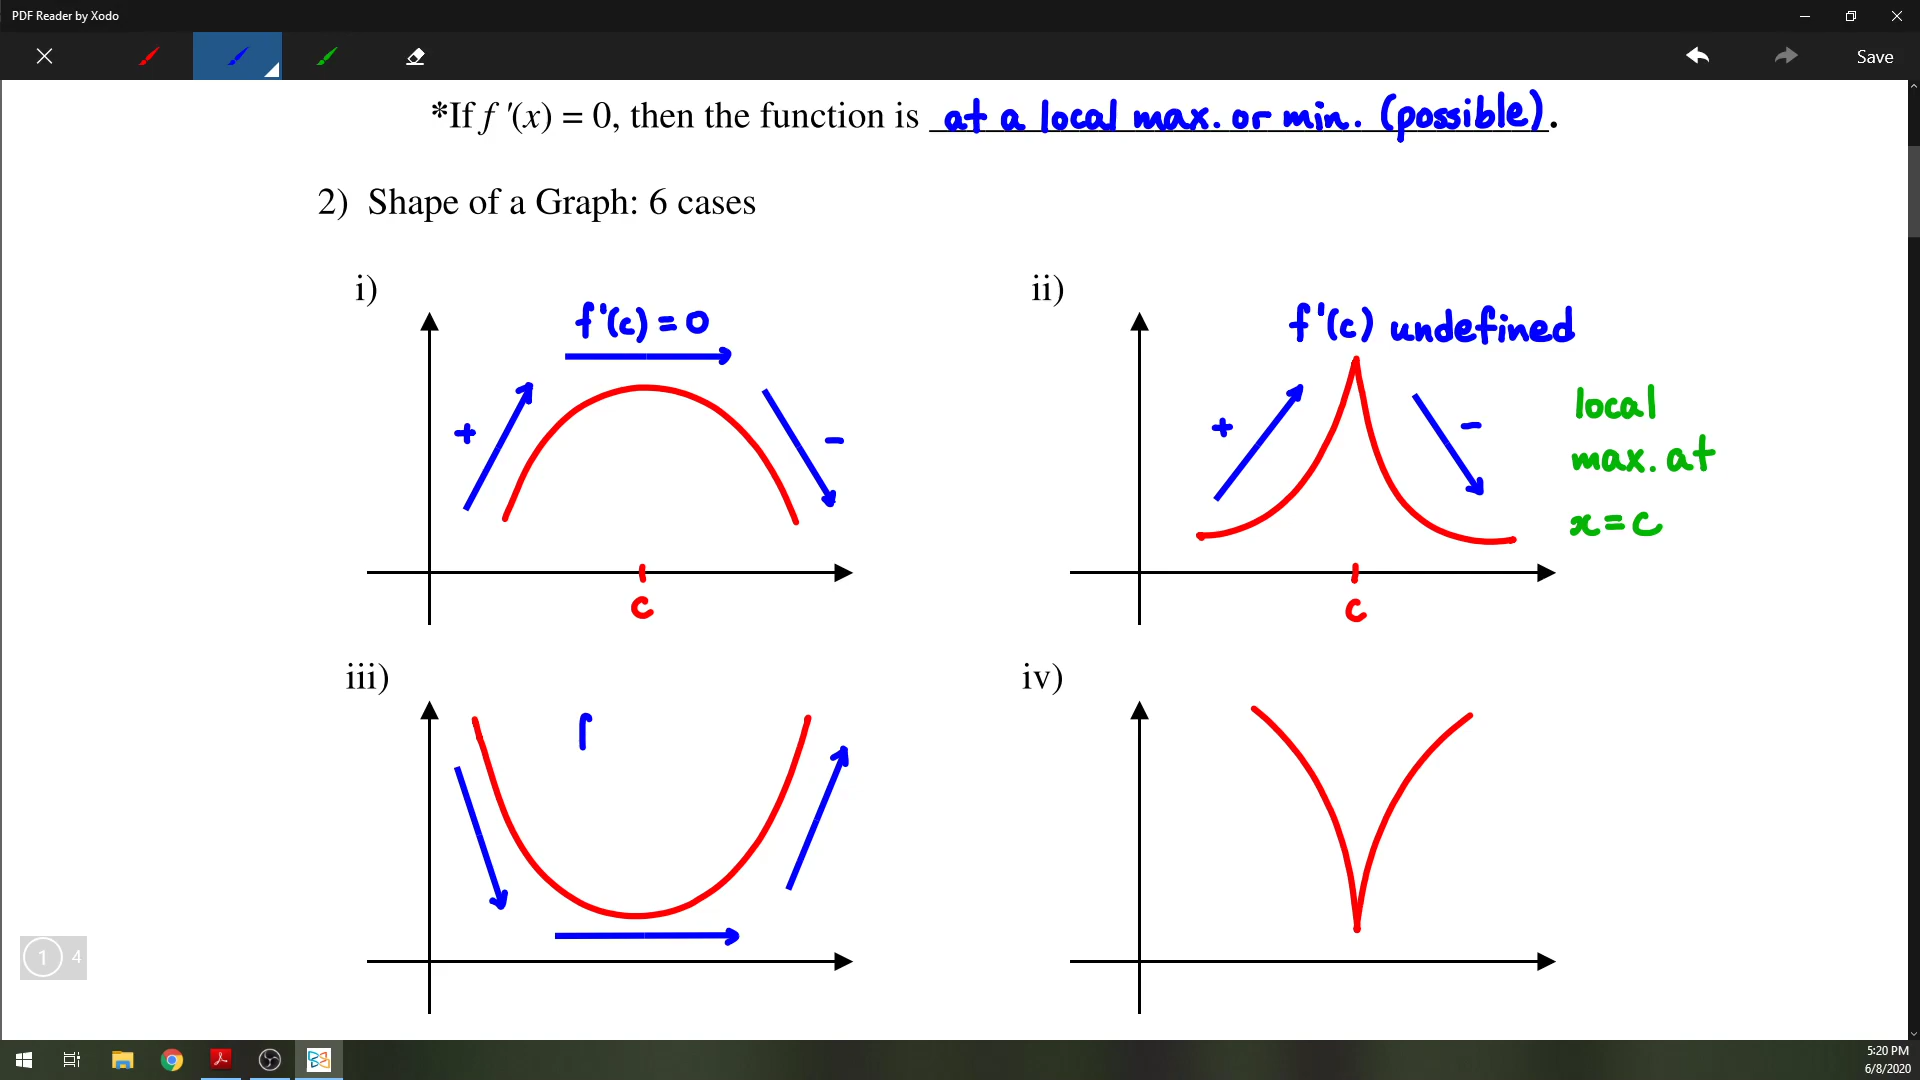 PDF Reader by Xodo
Save
*If f '(x) = 0, then the function is at a local max. or min. (possible).
2) Shape of a Graph: 6 cases
i)
f'(c) = 0
+
-
c
ii)
f'(c) undefined
+
-
local
max. at
x = c
c
iii)
iv)
1 4
5:20 PM
6/8/2020